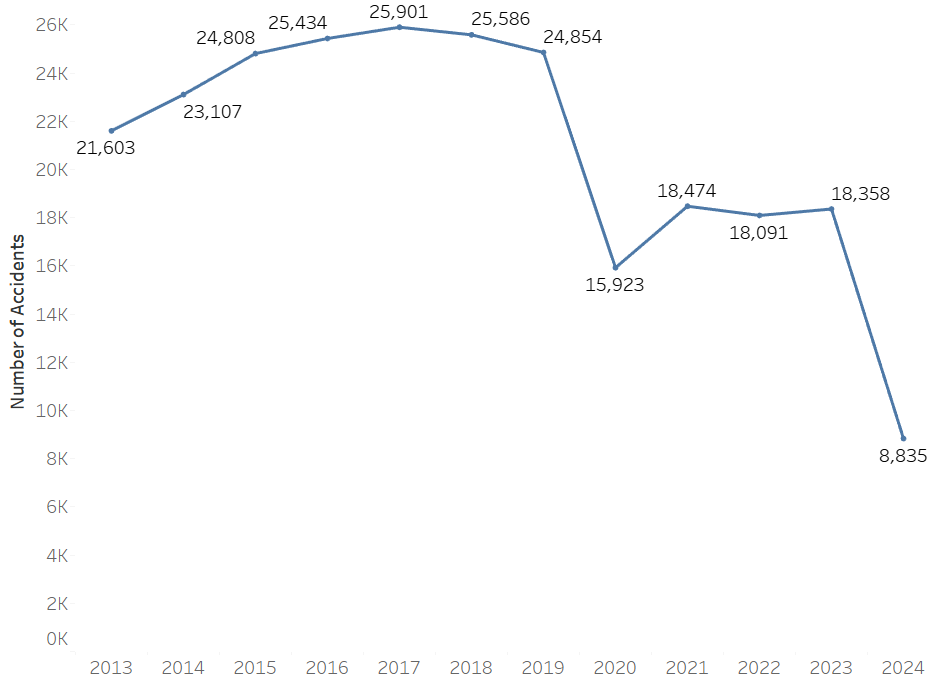 Number of Accidents
26K
24K
22K
20K
18K
16K
14K
12K
10K
8K
6K
4K
2K
0K
21,603
23,107
24,808
25,434
25,901
25,586
24,854
15,923
18,474
18,091
18,358
8,835
2013 2014 2015 2016 2017 2018 2019 2020 2021 2022 2023 2024